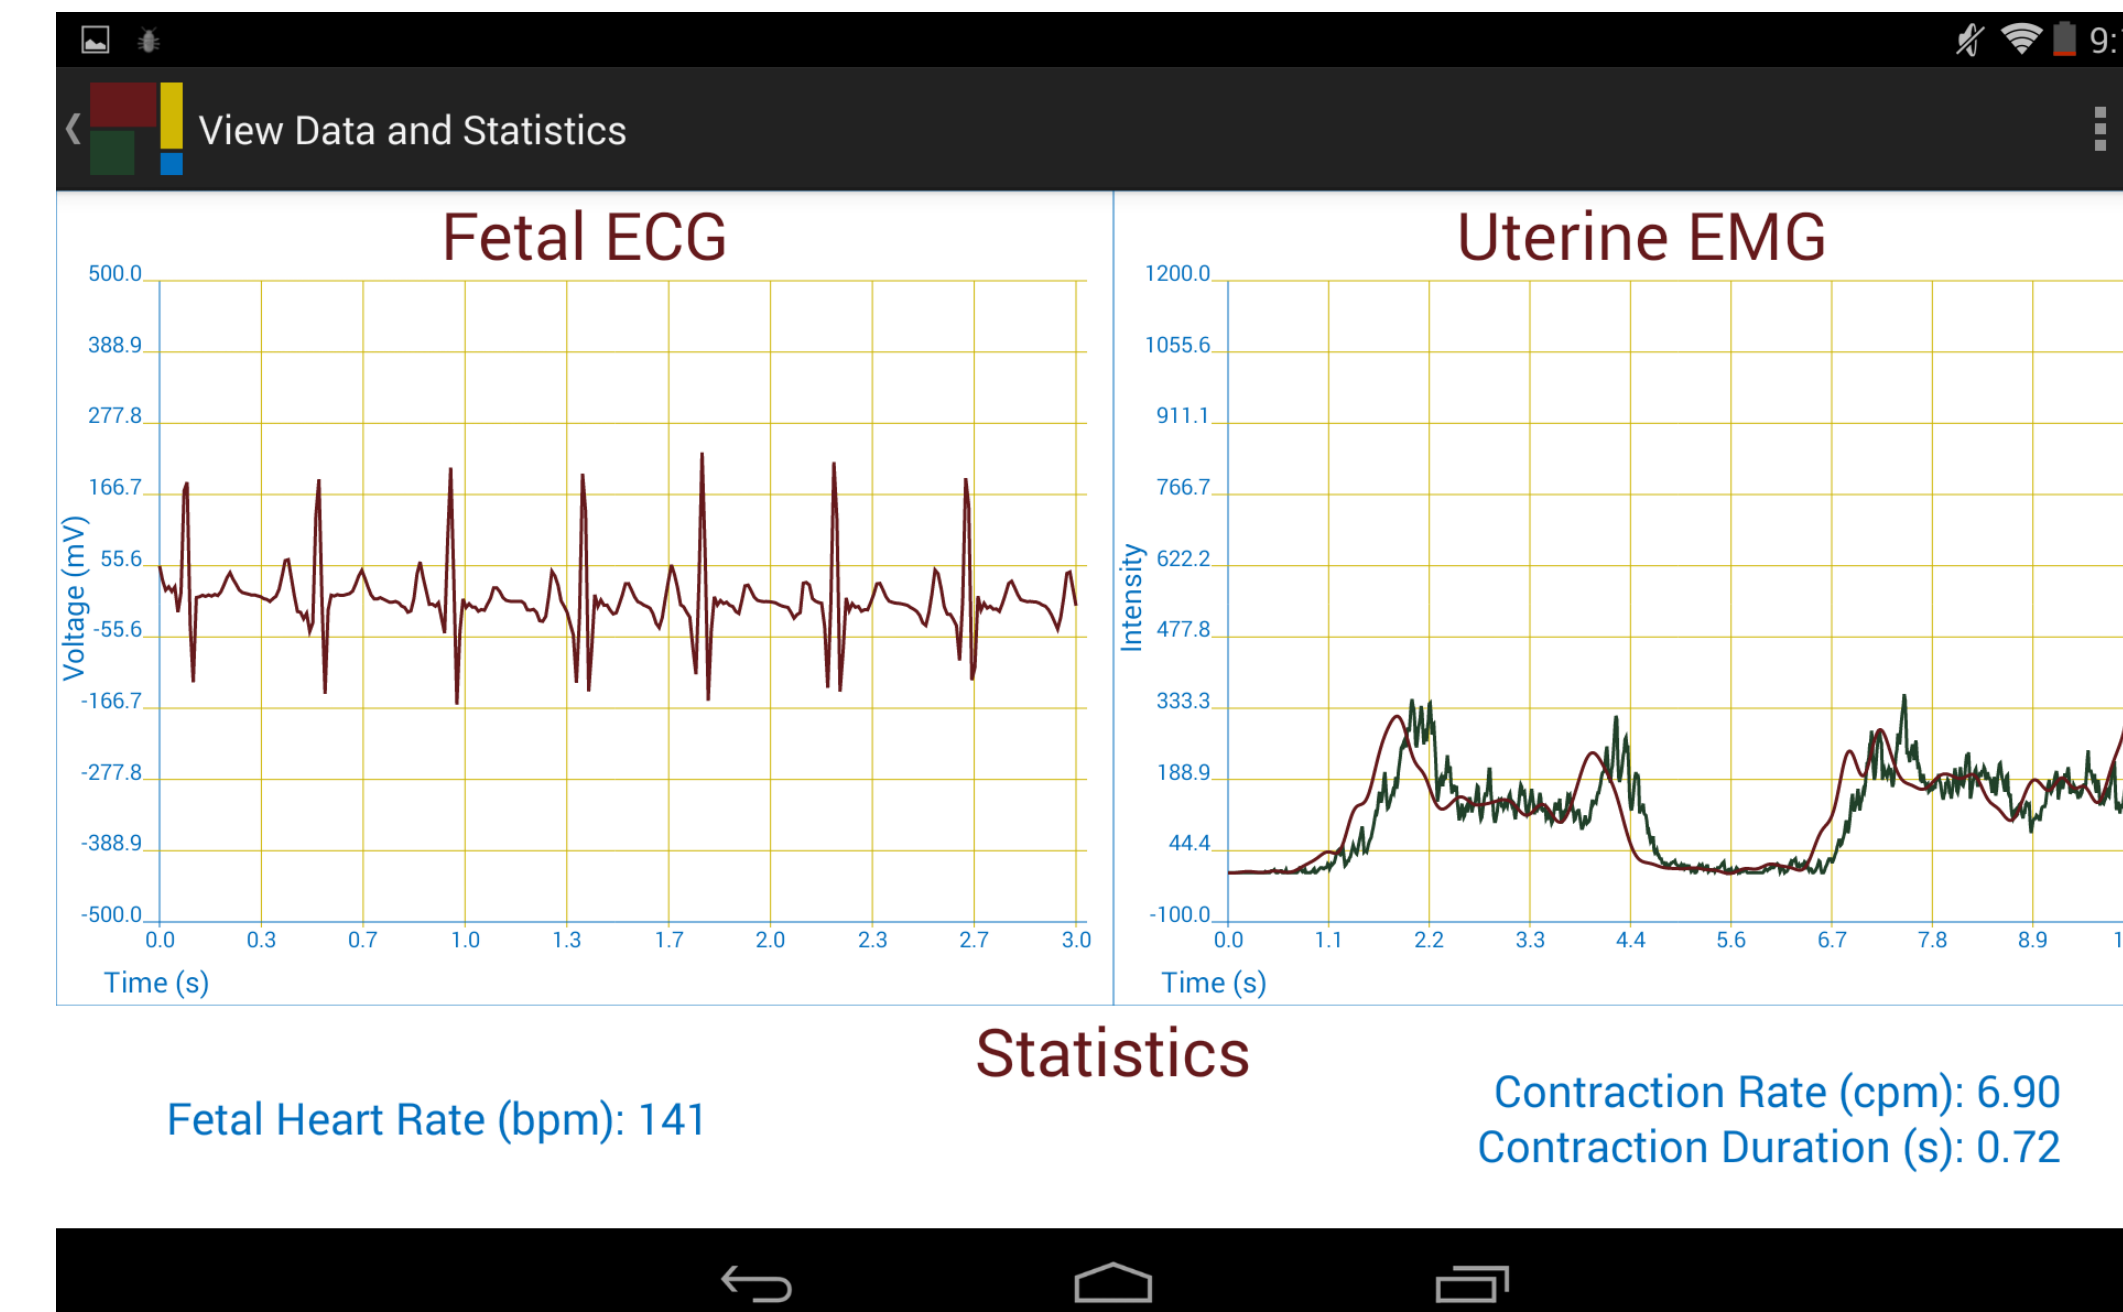 9:
View Data and Statistics
Fetal ECG
500.0
388.9
277.8
166.7
55.6
-55.6
-166.7
-277.8
-388.9
-500.0
Voltage (mV)
0.0 0.3 0.7 1.0 1.3 1.7 2.0 2.3 2.7 3.0
Time (s)
Uterine EMG
1200.0
1055.6
911.1
766.7
622.2
477.8
333.3
188.9
44.4
-100.0
Intensity
0.0 1.1 2.2 3.3 4.4 5.6 6.7 7.8 8.9
Time (s)
Statistics
Fetal Heart Rate (bpm): 141
Contraction Rate (cpm): 6.90
Contraction Duration (s): 0.72